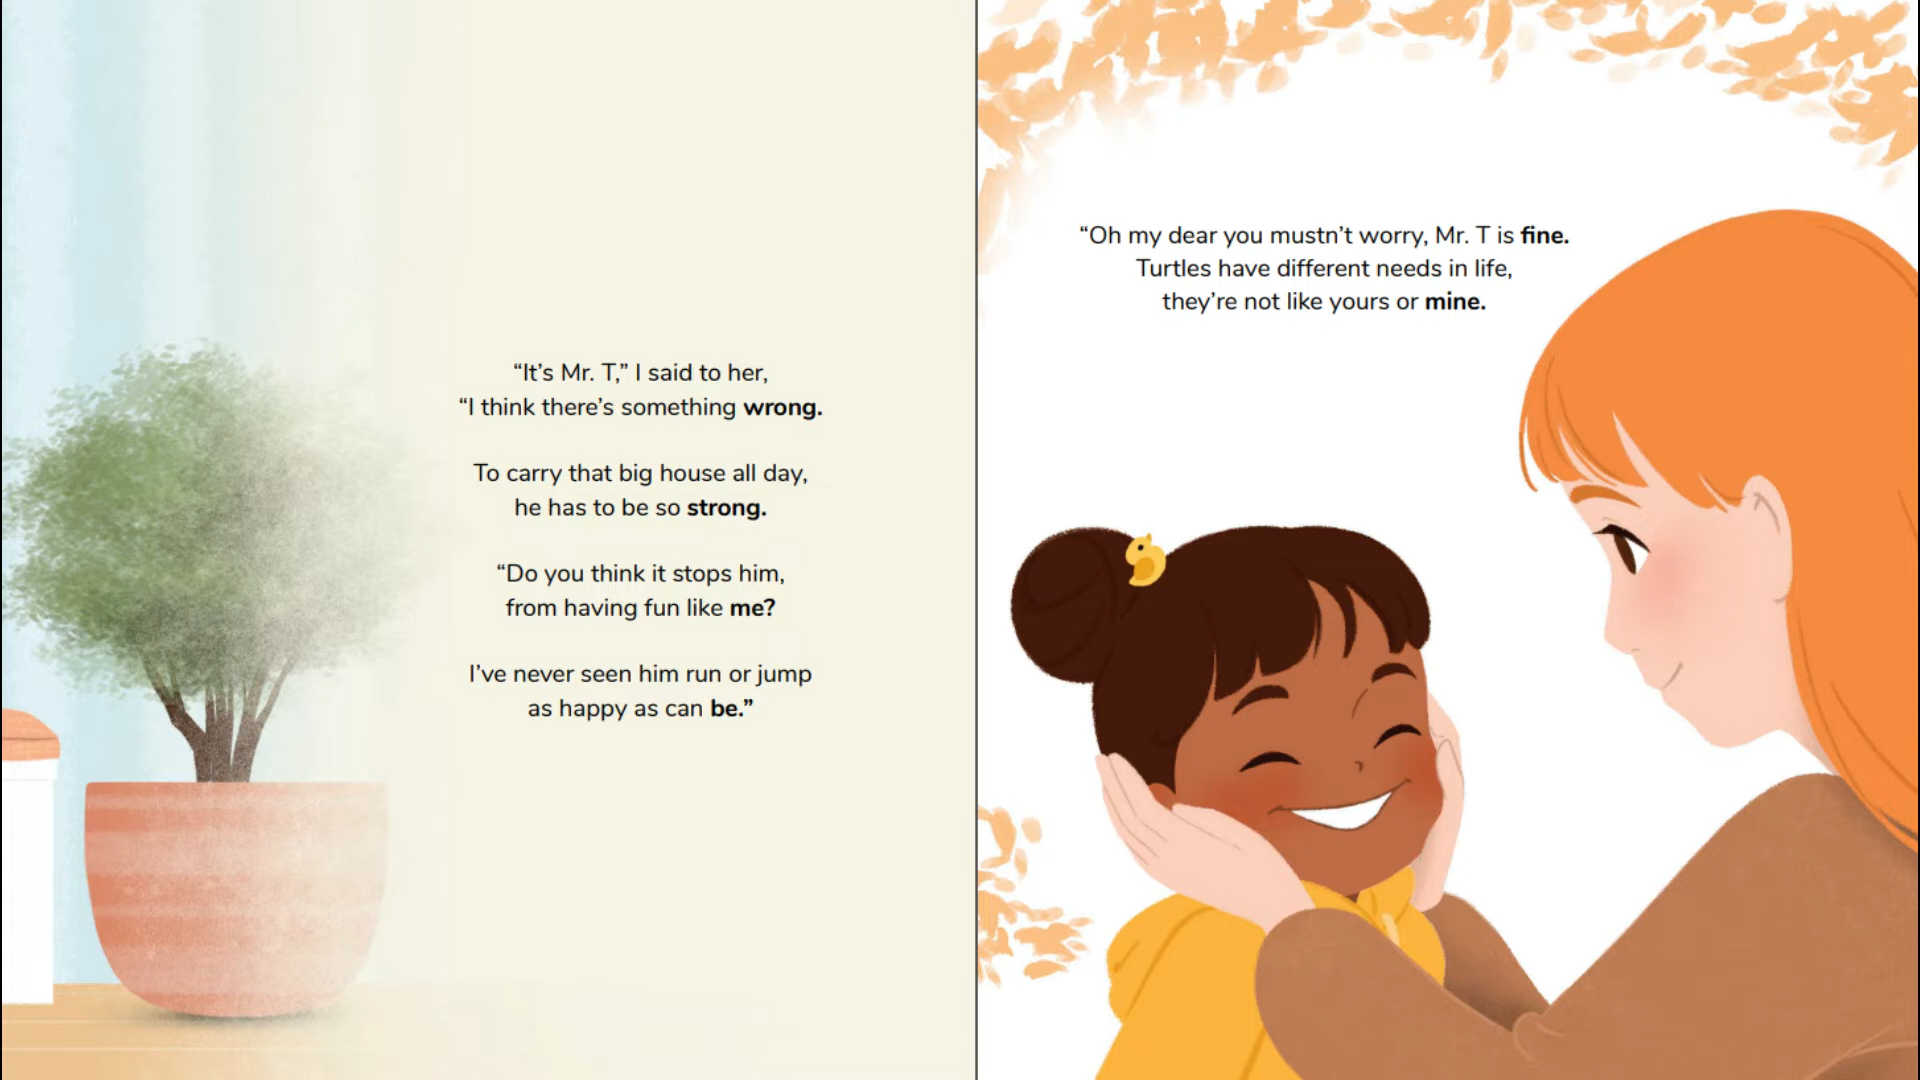 “It’s Mr. T,” I said to her,
“I think there’s something wrong.
To carry that big house all day,
he has to be so strong.
“Do you think it stops him,
from having fun like me?
I’ve never seen him run or jump
as happy as can be.”
“Oh my dear you mustn’t worry, Mr. T is fine.
Turtles have different needs in life,
they’re not like yours or mine.